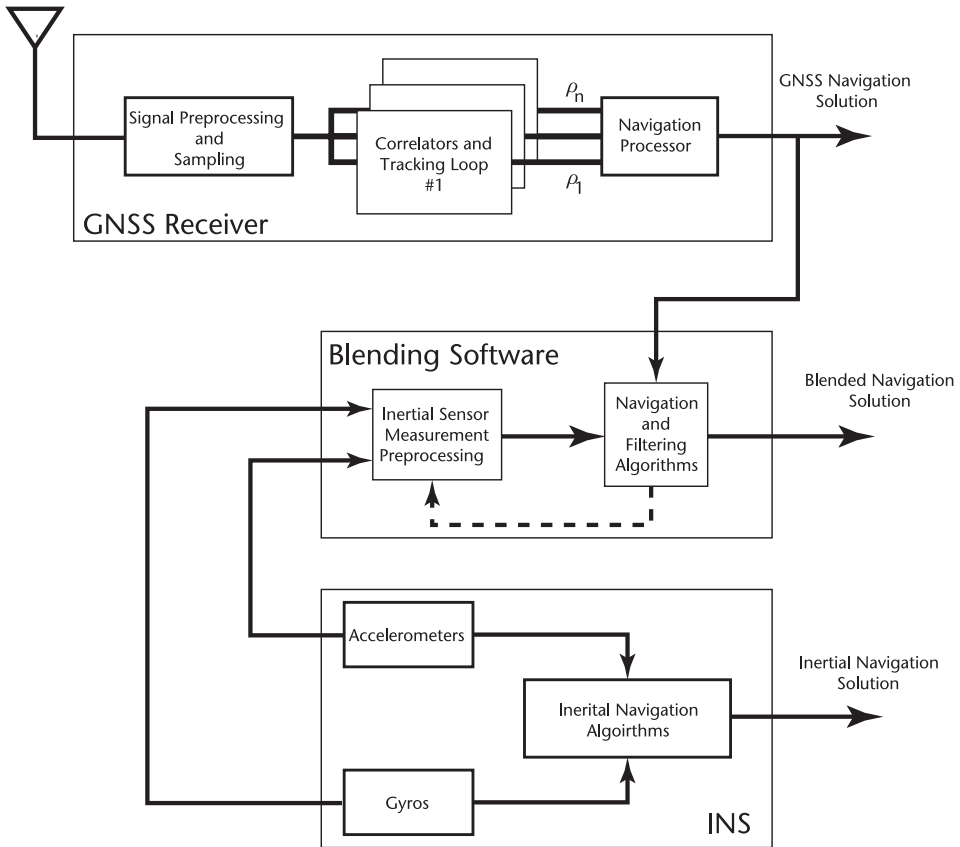 Signal Preprocessing
and
Sampling
Correlators and
Tracking Loop
#1
ρn
ρ1
Navigation
Processor
GNSS Navigation
Solution
GNSS Receiver
Blending Software
Inertial Sensor
Measurement
Preprocessing
Navigation
and
Filtering
Algorithms
Blended Navigation
Solution
Accelerometers
Inerital Navigation
Algoirthms
Inertial Navigation
Solution
Gyros
INS